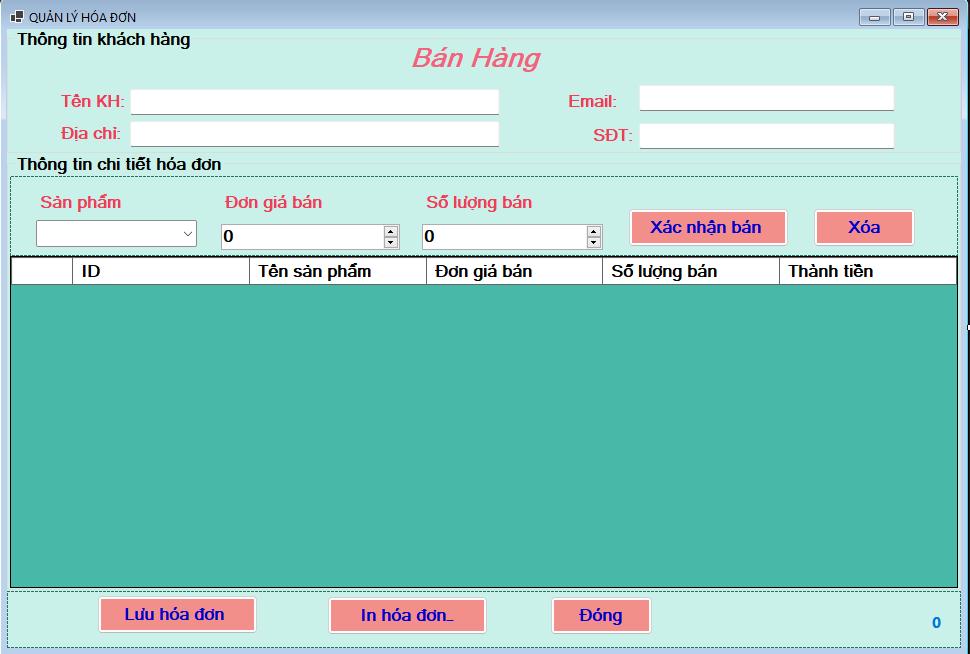 QUẢN LÝ HÓA ĐƠN
Thông tin khách hàng
Bán Hàng
Tên KH:
Email:
Địa chỉ:
SĐT:
Thông tin chi tiết hóa đơn
Sản phẩm Đơn giá bán Số lượng bán
0 0 Xác nhận bán Xóa
ID Tên sản phẩm Đơn giá bán Số lượng bán Thành tiền
Lưu hóa đơn In hóa đơn... Đóng 0